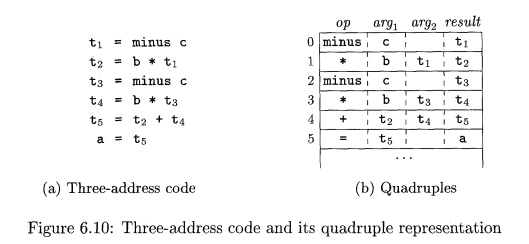 t₁ = minus c
t₂ = b * t₁
t₃ = minus c
t₄ = b * t₃
t₅ = t₂ + t₄
a = t₅
(a) Three-address code
op arg₁ arg₂ result
0 minus c t₁
1 * b t₁ t₂
2 minus c t₃
3 * b t₃ t₄
4 + t₂ t₄ t₅
5 = t₅ a
...
(b) Quadruples
Figure 6.10: Three-address code and its quadruple representation